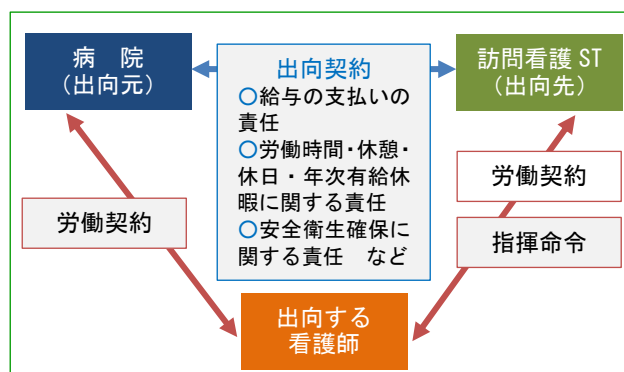 病　院
（出向元）
出向契約
○給与の支払いの
責任
○労働時間・休憩・
休日・年次有給休
暇に関する責任
○安全衛生確保に
関する責任　など
訪問看護 ST
（出向先）
労働契約
労働契約
指揮命令
出向する
看護師